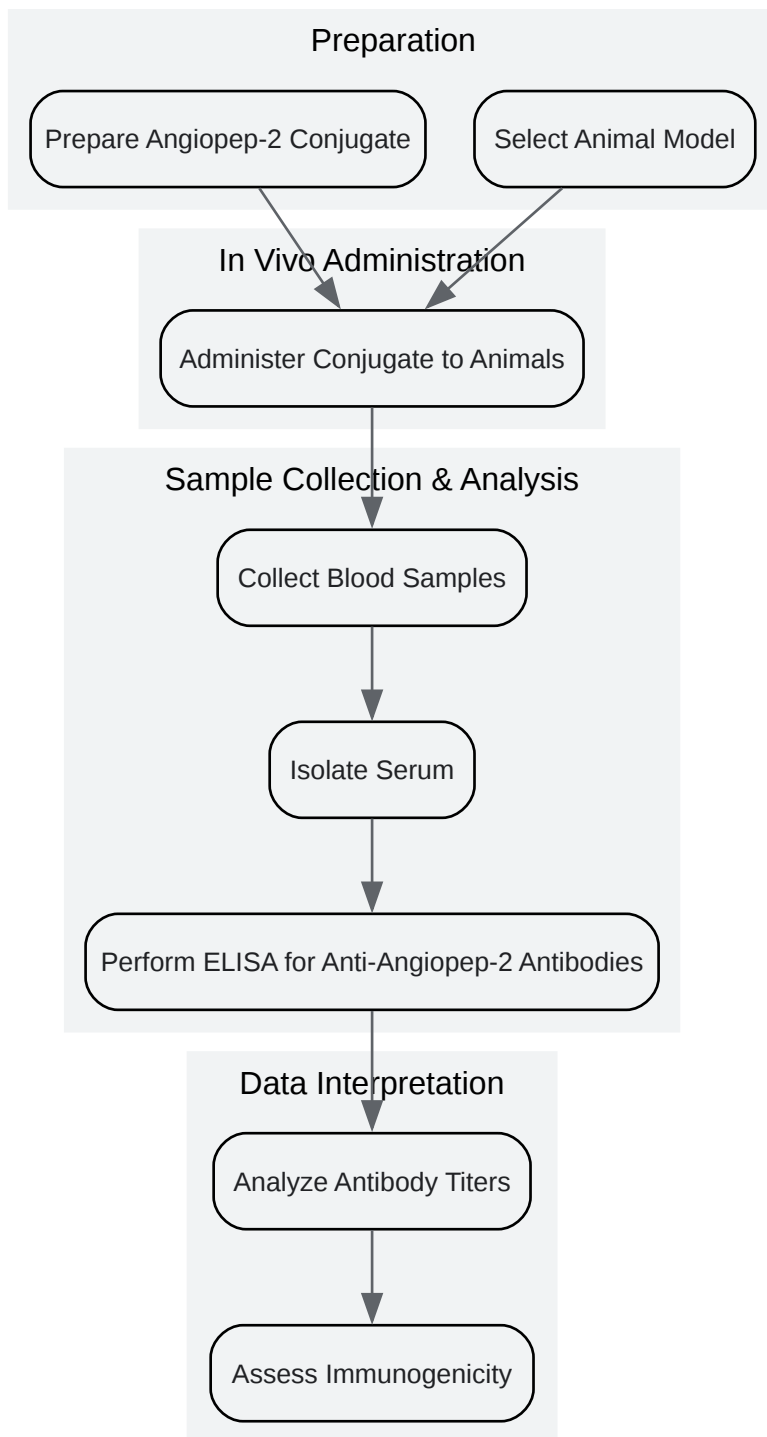 Preparation
Prepare Angiopep-2 Conjugate
Select Animal Model
In Vivo Administration
Administer Conjugate to Animals
Sample Collection & Analysis
Collect Blood Samples
Isolate Serum
Perform ELISA for Anti-Angiopep-2 Antibodies
Data Interpretation
Analyze Antibody Titers
Assess Immunogenicity